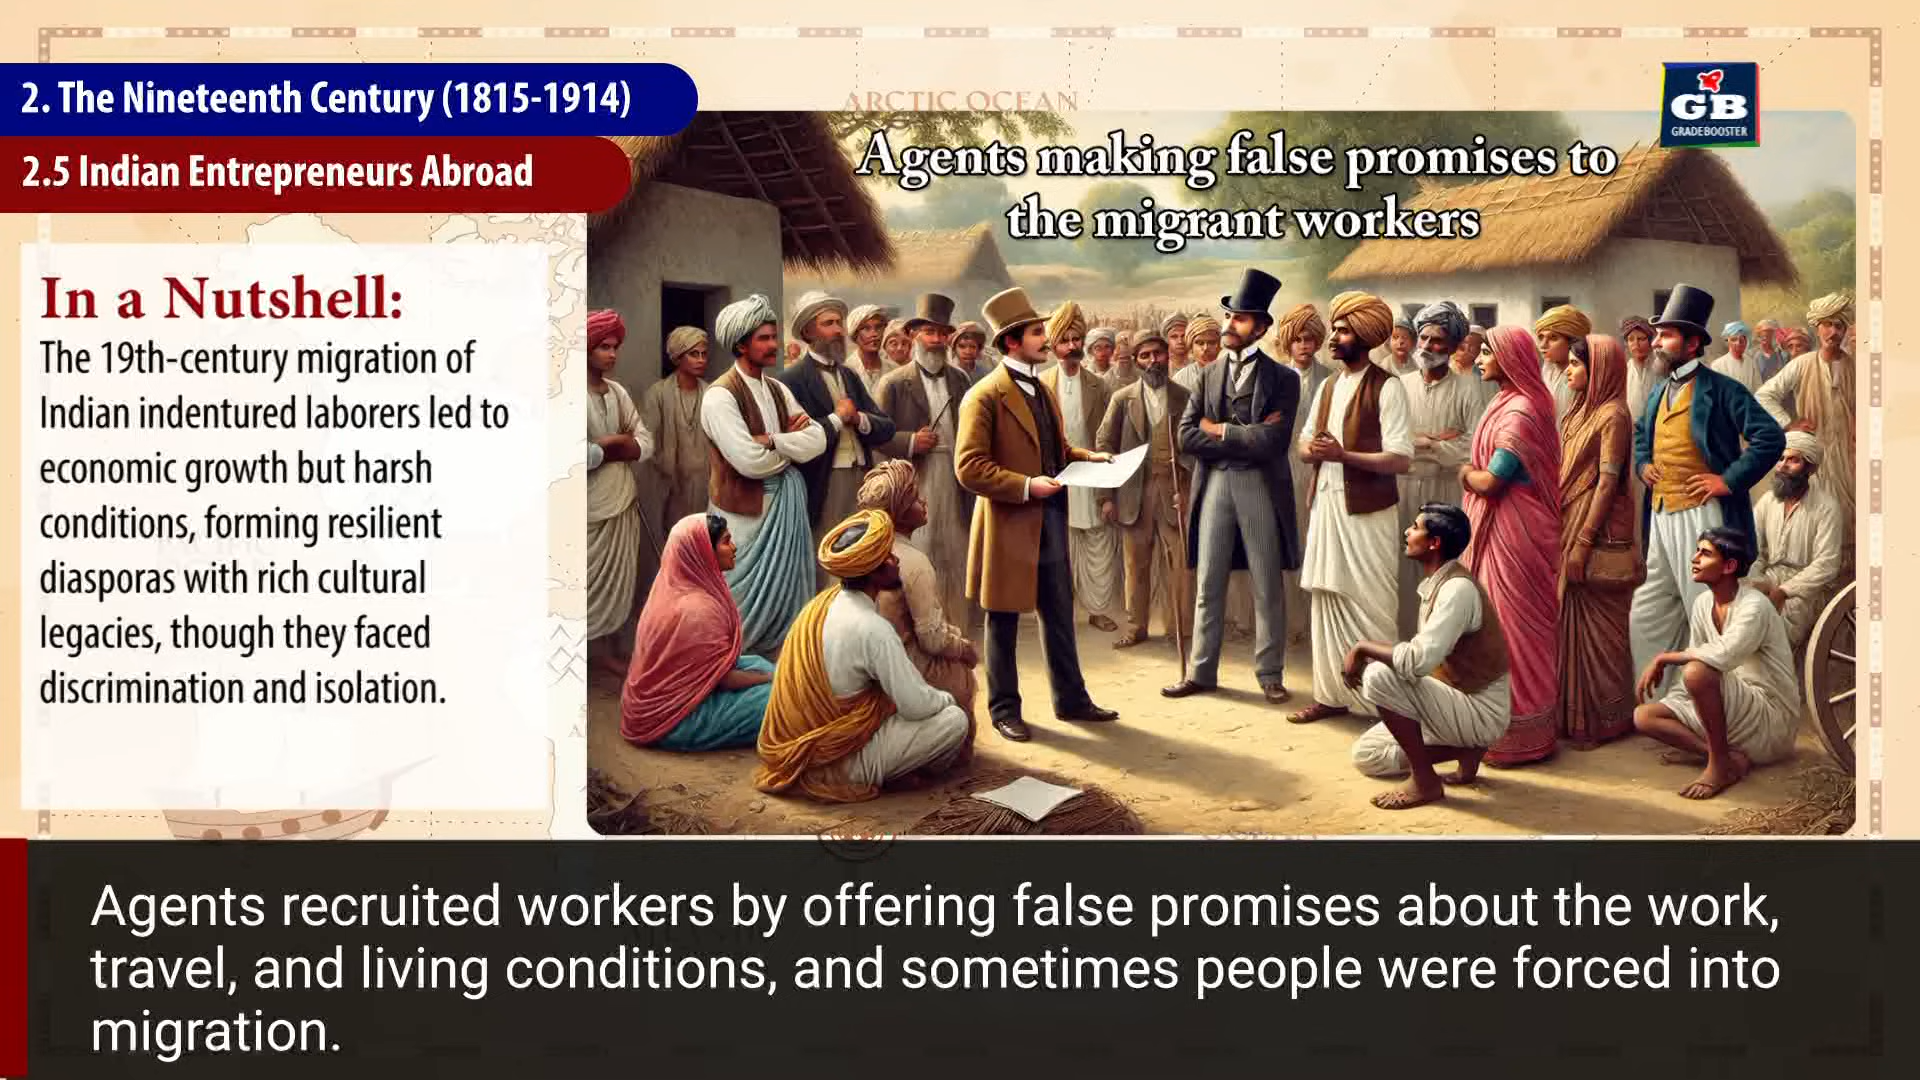 ARCTIC OCEAN
2. The Nineteenth Century (1815-1914)
2.5 Indian Entrepreneurs Abroad
GB
GRADEBOOSTER
Agents making false promises to
the migrant workers
In a Nutshell:
The 19th-century migration of
Indian indentured laborers led to
economic growth but harsh
conditions, forming resilient
diasporas with rich cultural
legacies, though they faced
discrimination and isolation.
Agents recruited workers by offering false promises about the work,
travel, and living conditions, and sometimes people were forced into
migration.